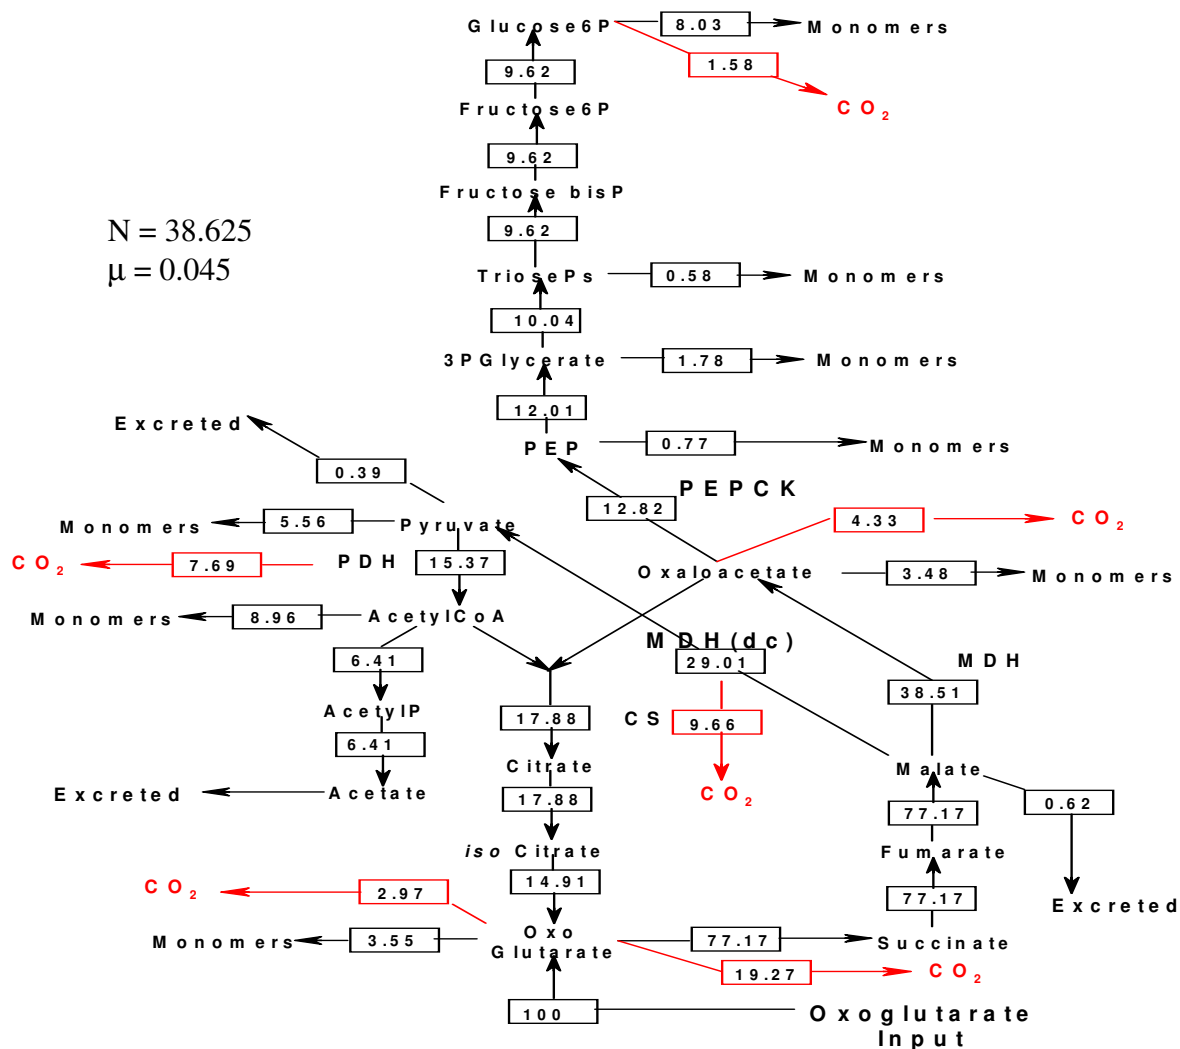 Glucose6P 8.03 Monomers
1.58
9.62
CO2
Fructose6P
9.62
Fructose bisP
N = 38.625
9.62
μ = 0.045
TriosePs 0.58 Monomers
10.04
3PGlycerate 1.78 Monomers
12.01
Excreted
PEP 0.77 Monomers
0.39
PEPCK
12.82
Monomers 5.56 Pyruvate
4.33 CO2
CO2 7.69 PDH 15.37
Oxaloacetate 3.48 Monomers
Monomers 8.96 AcetylCoA
MDH(dc)
6.41 29.01 MDH
38.51
AcetylP 17.88 CS 9.66
6.41
Citrate Malate
Excreted Acetate 17.88 CO2 0.62
77.17
iso Citrate Fumarate
CO2 2.97 14.91
77.17 Excreted
Monomers 3.55 Oxo
Glutarate 77.17 Succinate
19.27 CO2
100 Oxoglutarate
Input